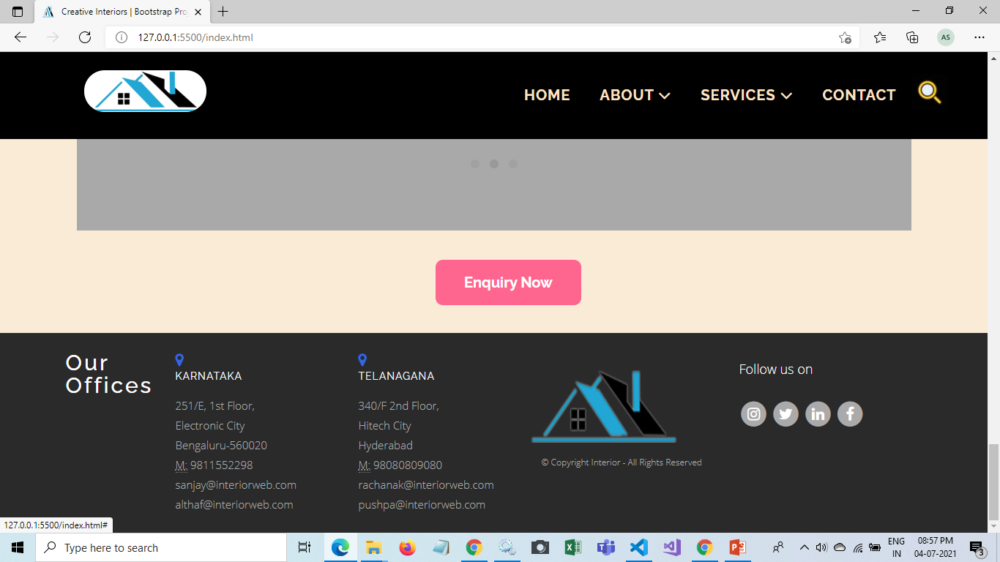 Creative Interiors | Bootstrap Pro
127.0.0.1:5500/index.html
AS
HOME ABOUT SERVICES CONTACT
Enquiry Now
Our
Offices
KARNATAKA
251/E, 1st Floor,
Electronic City
Bengaluru-560020
M: 9811552298
sanjay@interiorweb.com
althaf@interiorweb.com
TELANAGANA
340/F 2nd Floor,
Hitech City
Hyderabad
M: 98080809080
rachanak@interiorweb.com
pushpa@interiorweb.com
© Copyright Interior - All Rights Reserved
Follow us on
127.0.0.1:5500/index.html#
Type here to search
ENG
IN
08:57 PM
04-07-2021
3